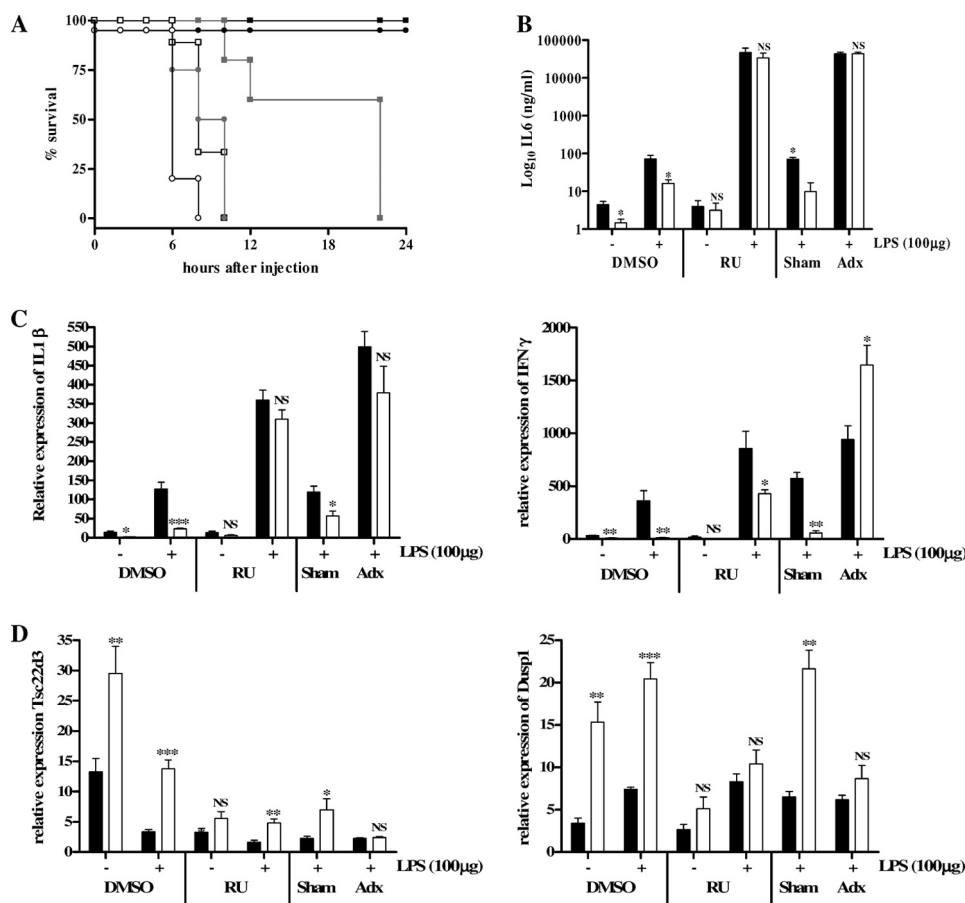 A
100
75
50
25
0
% survival
0 6 12 18 24
hours after injection
B
100000
10000
1000
100
10
1
Log10 IL6 (ng/ml)
* * NS NS * NS
- + - + + + LPS (100µg)
DMSO RU Sham Adx
C
550
500
450
400
350
300
250
200
150
100
50
0
Relative expression of IL1β
* *** NS NS * NS
- + - + + + LPS (100µg)
DMSO RU Sham Adx
2000
1500
1000
500
0
relative expression of IFNγ
** ** NS * ** *
- + - + + + LPS (100µg)
DMSO RU Sham Adx
D
35
30
25
20
15
10
5
0
relative expression Tsc22d3
** *** NS ** * NS
- + - + + + LPS (100µg)
DMSO RU Sham Adx
25
20
15
10
5
0
relative expression of Dusp1
** *** NS NS ** NS
- + - + + + LPS (100µg)
DMSO RU Sham Adx